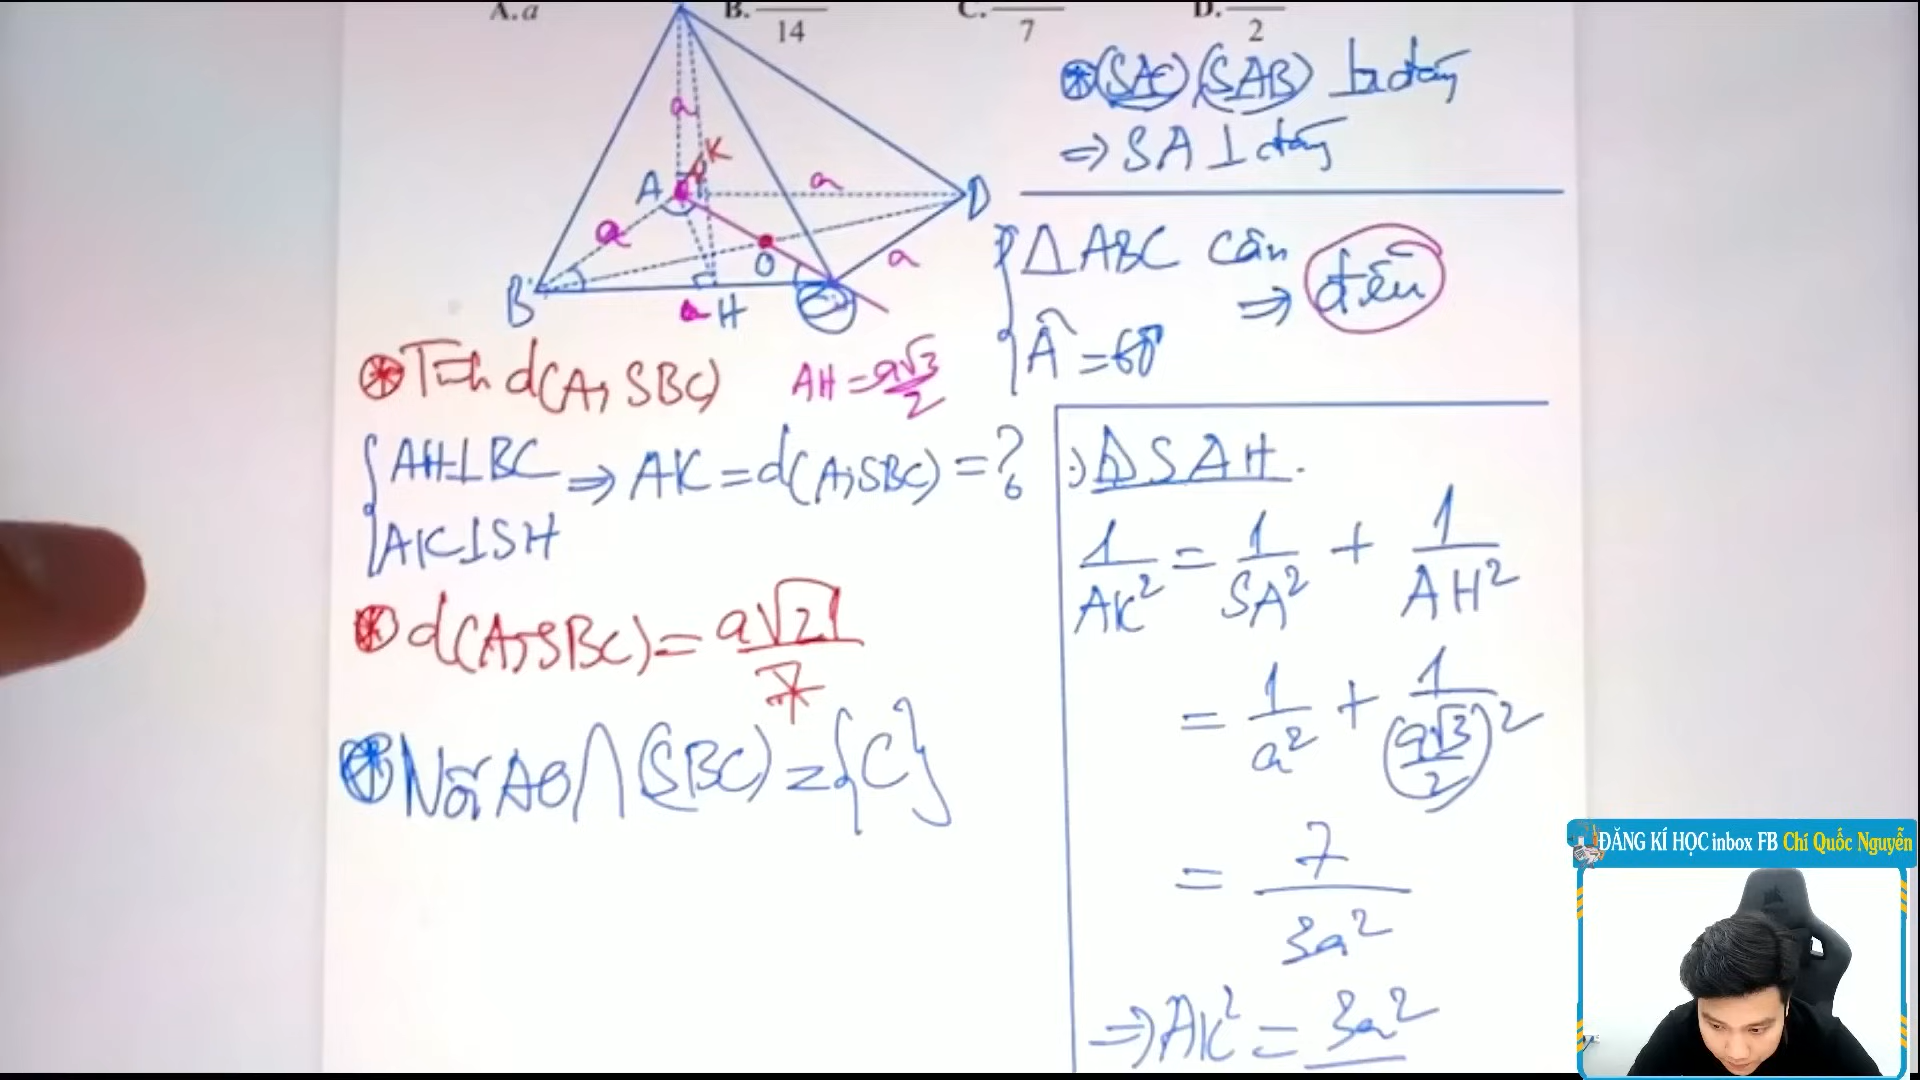 A. a B. 14 C. 7 D. 2
(SAC) (SAB) ⊥ đáy
⇒ SA ⊥ đáy
a
K
A a D
a
O a
B a H
ΔABC cân
⇒ đều
Â = 60°
Tính d(A, SBC) AH = a√3/2
{ AH ⊥ BC
AK ⊥ SH
⇒ AK = d(A; SBC) = ?
d(A; SBC) = a√21/7
Nối AO ∩ (SBC) = {C}
ΔSAH.
1/AK² = 1/SA² + 1/AH²
= 1/a² + 1/(a√3/2)²
= 7/3a²
⇒ AK² = 3a²
ĐĂNG KÍ HỌC inbox FB Chí Quốc Nguyễn